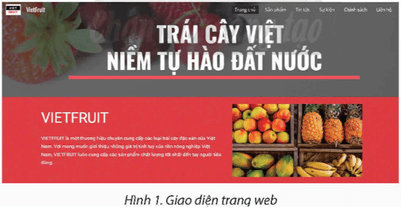 VietFruit
Trang chủ Sản phẩm Tin tức Sự kiện Chính sách Liên hệ
TRÁI CÂY VIỆT
NIỀM TỰ HÀO ĐẤT NƯỚC
VIETFRUIT
VIETFRUIT là một thương hiệu chuyên cung cấp các loại trái cây đặc sản của Việt
Nam. Với mong muốn giới thiệu những giá trị tinh túy của nền nông nghiệp Việt
Nam, VIETFRUIT luôn cung cấp các sản phẩm chất lượng tốt nhất đến tay người tiêu
dùng.
Hình 1. Giao diện trang web